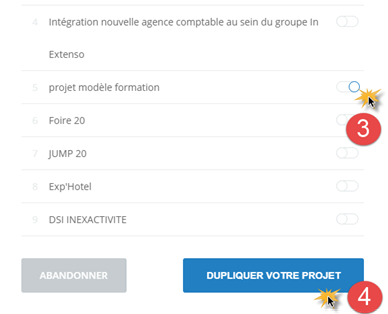 4 Intégration nouvelle agence comptable au sein du groupe In
Extenso
5 projet modèle formation
3
6 Foire 20
7 JUMP 20
8 Exp'Hotel
9 DSI INEXACTIVITE
ABANDONNER DUPLIQUER VOTRE PROJET
4